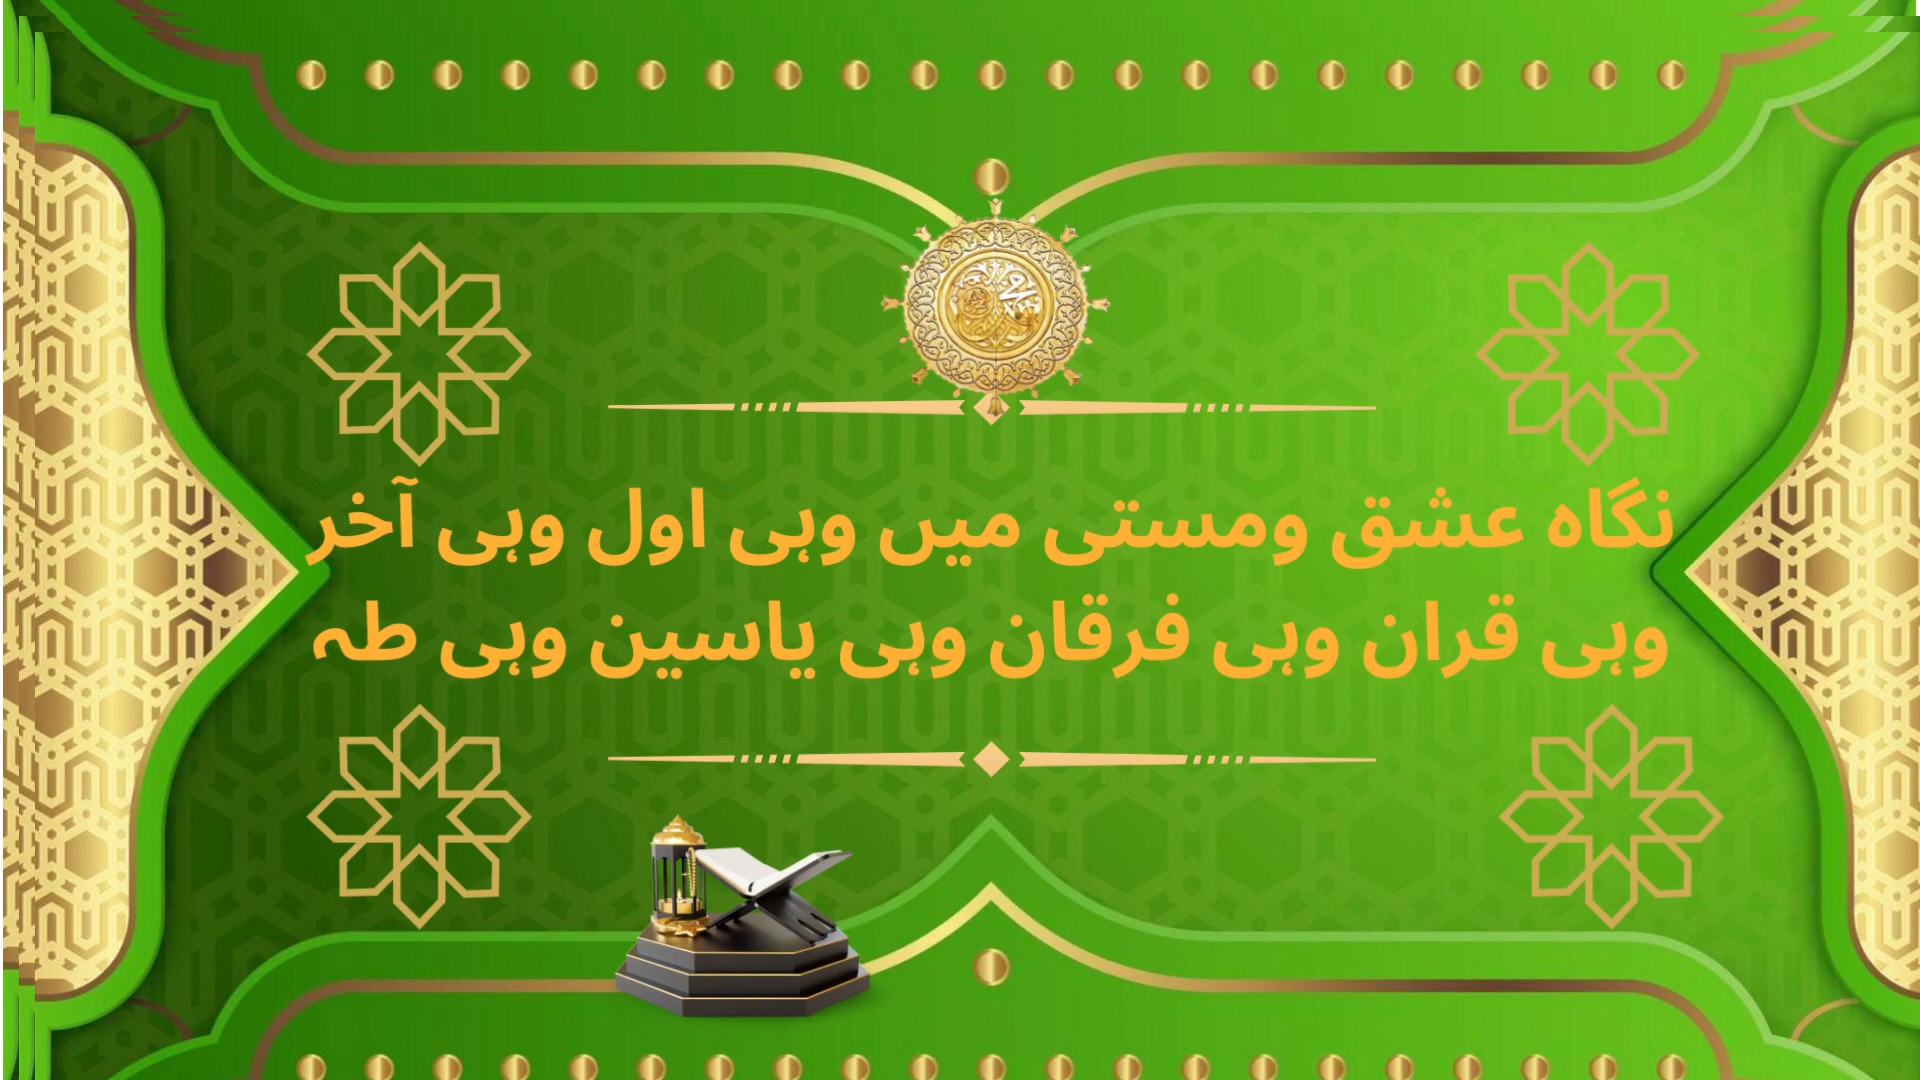 نگاہ عشق ومستی میں وہی اول وہی آخر
وہی قران وہی فرقان وہی یاسین وہی طہ